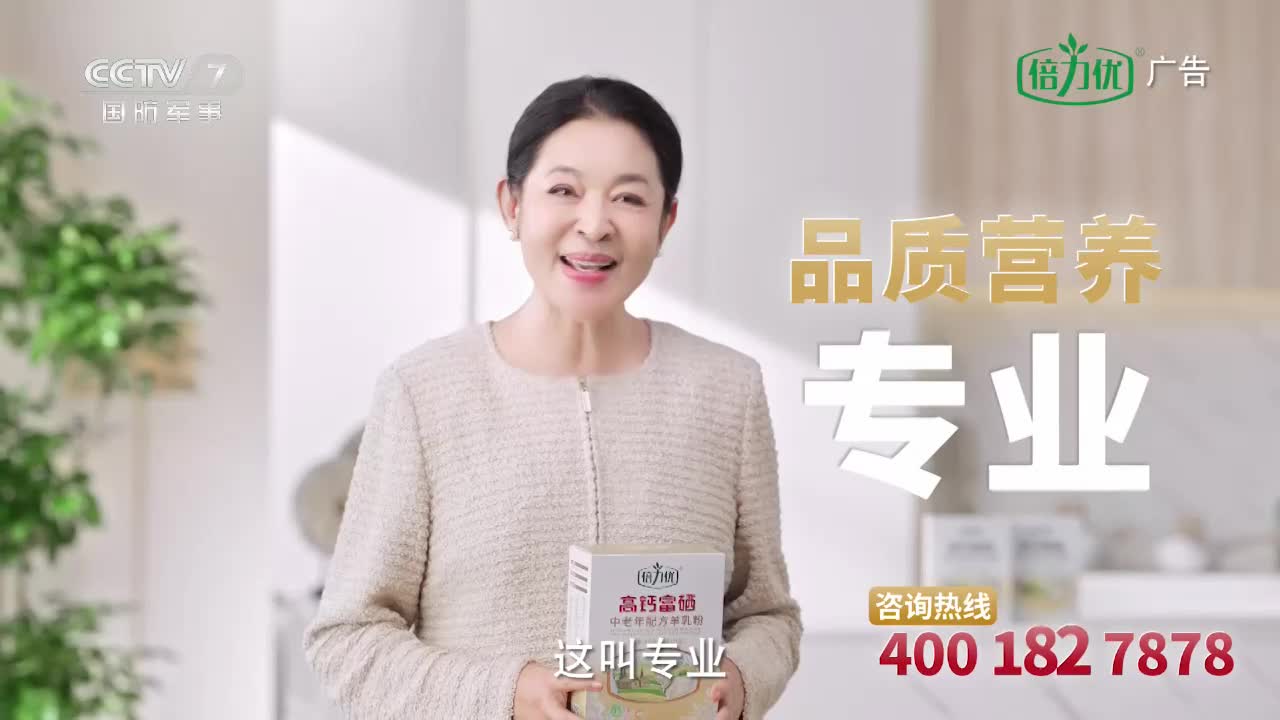 CCTV 7
国防军事
倍力优® 广告
品质营养
专业
倍力优
高钙富硒
中老年配方羊乳粉
这叫专业
咨询热线
400 182 7878